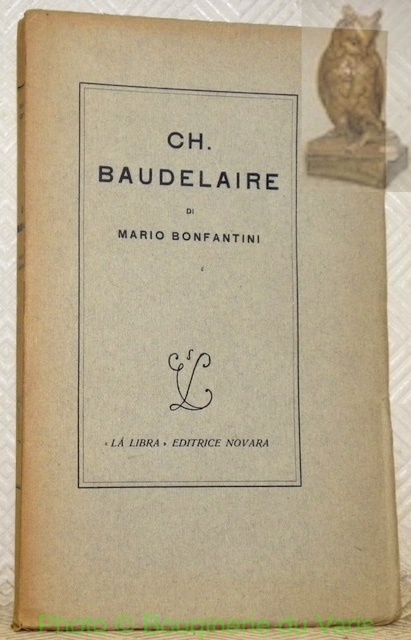 CH.
BAUDELAIRE
DI
MARIO BONFANTINI
« LA LIBRA » EDITRICE NOVARA
Photo © Bouquinerie du Varis